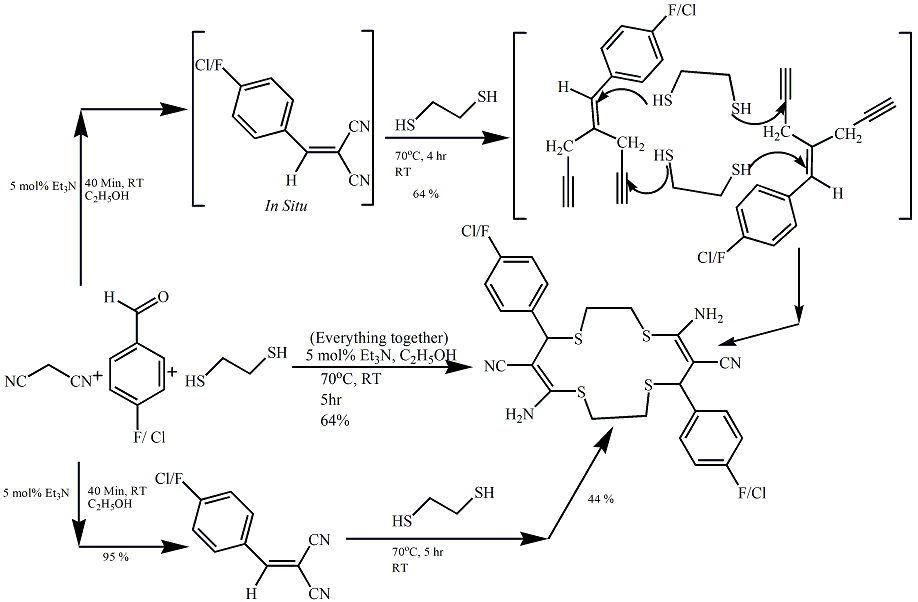 F/Cl
Cl/F
CN
CN
H
In Situ
SH
HS
70°C, 4 hr
RT
64 %
H
H₂C
CH₂
HS
SH
HS
SH
H₂C
CH₂
H
Cl/F
5 mol% Et₃N
40 Min, RT
C₂H₅OH
H
O
NC
CN
+
F/ Cl
+
HS
SH
(Everything together)
5 mol% Et₃N, C₂H₅OH
70°C, RT
5hr
64%
Cl/F
S
S
NH₂
NC
CN
S
S
H₂N
F/Cl
5 mol% Et₃N
40 Min, RT
C₂H₅OH
95 %
Cl/F
CN
CN
H
SH
HS
70°C, 5 hr
RT
44 %